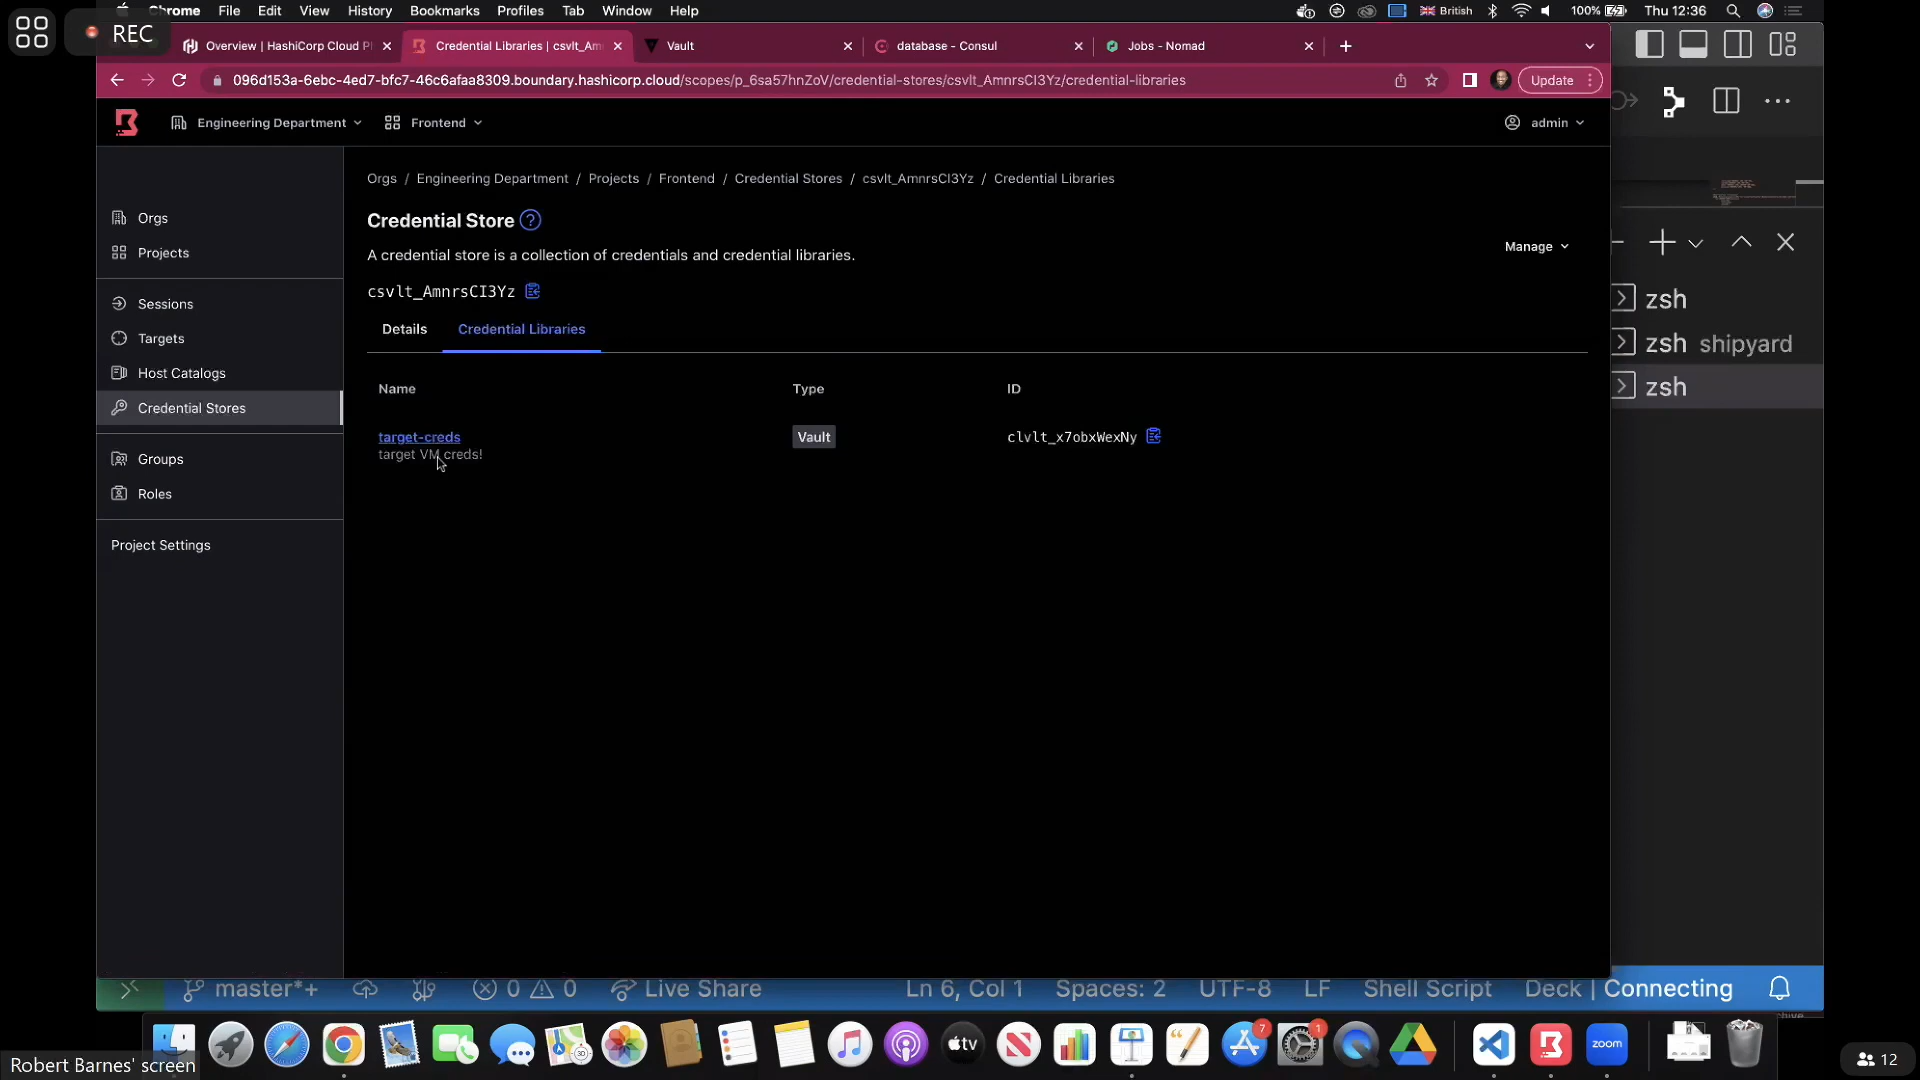 Chrome File Edit View History Bookmarks Profiles Tab Window Help
British 100% Thu 12:36
REC
Overview | HashiCorp Cloud P
Credential Libraries | csvlt_Am
Vault
database - Consul
Jobs - Nomad
096d153a-6ebc-4ed7-bfc7-46c6afaa8309.boundary.hashicorp.cloud/scopes/p_6sa57hnZoV/credential-stores/csvlt_AmnrsCI3Yz/credential-libraries
Update
Engineering Department
Frontend
admin
Orgs
Projects
Sessions
Targets
Host Catalogs
Credential Stores
Groups
Roles
Project Settings
Orgs / Engineering Department / Projects / Frontend / Credential Stores / csvlt_AmnrsCI3Yz / Credential Libraries
Credential Store ?
A credential store is a collection of credentials and credential libraries.
Manage
csvlt_AmnrsCI3Yz
Details Credential Libraries
Name Type ID
target-creds Vault clvlt_x7obxWexNy
target VM creds!
zsh
zsh shipyard
zsh
master*+ 0 0 Live Share Ln 6, Col 1 Spaces: 2 UTF-8 LF Shell Script Deck | Connecting
3D
tv
7
1
zoom
Robert Barnes' screen
12